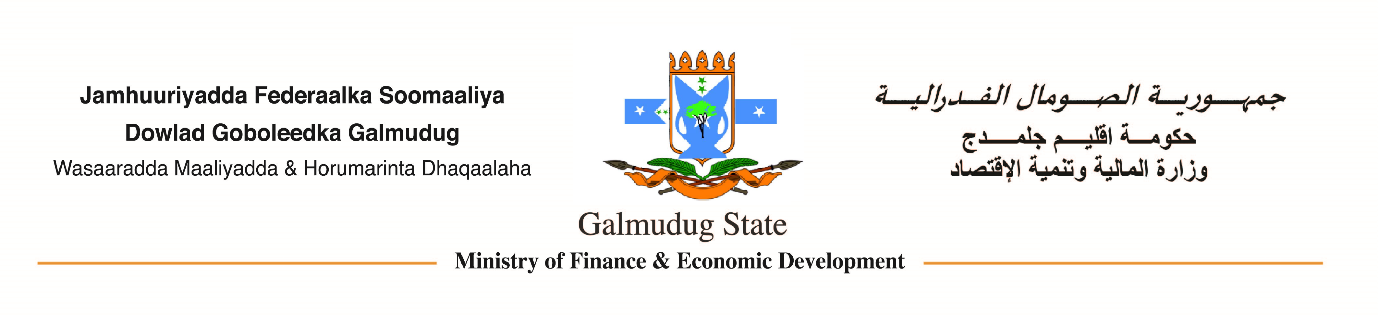 Jamhuuriyadda Federaalka Soomaaliya
Dowlad Goboleedka Galmudug
Wasaaradda Maaliyadda & Horumarinta Dhaqaalaha
جمهورية الصومال الفدرالية
حكومة اقليم جلمدج
وزارة المالية وتنمية الإقتصاد
Galmudug State
Ministry of Finance & Economic Development